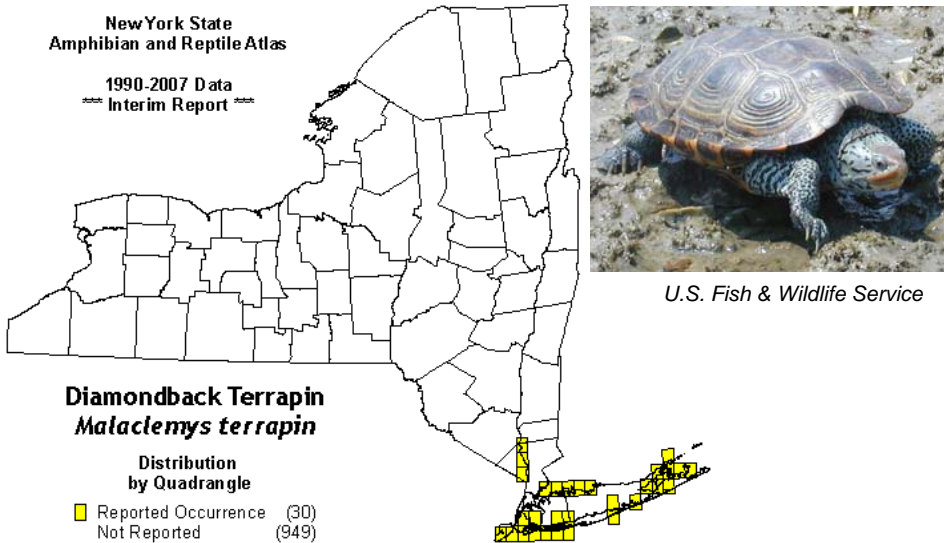 New York State
Amphibian and Reptile Atlas
1990-2007 Data
*** Interim Report ***
U.S. Fish & Wildlife Service
Diamondback Terrapin
Malaclemys terrapin
Distribution
by Quadrangle
Reported Occurrence (30)
Not Reported (949)